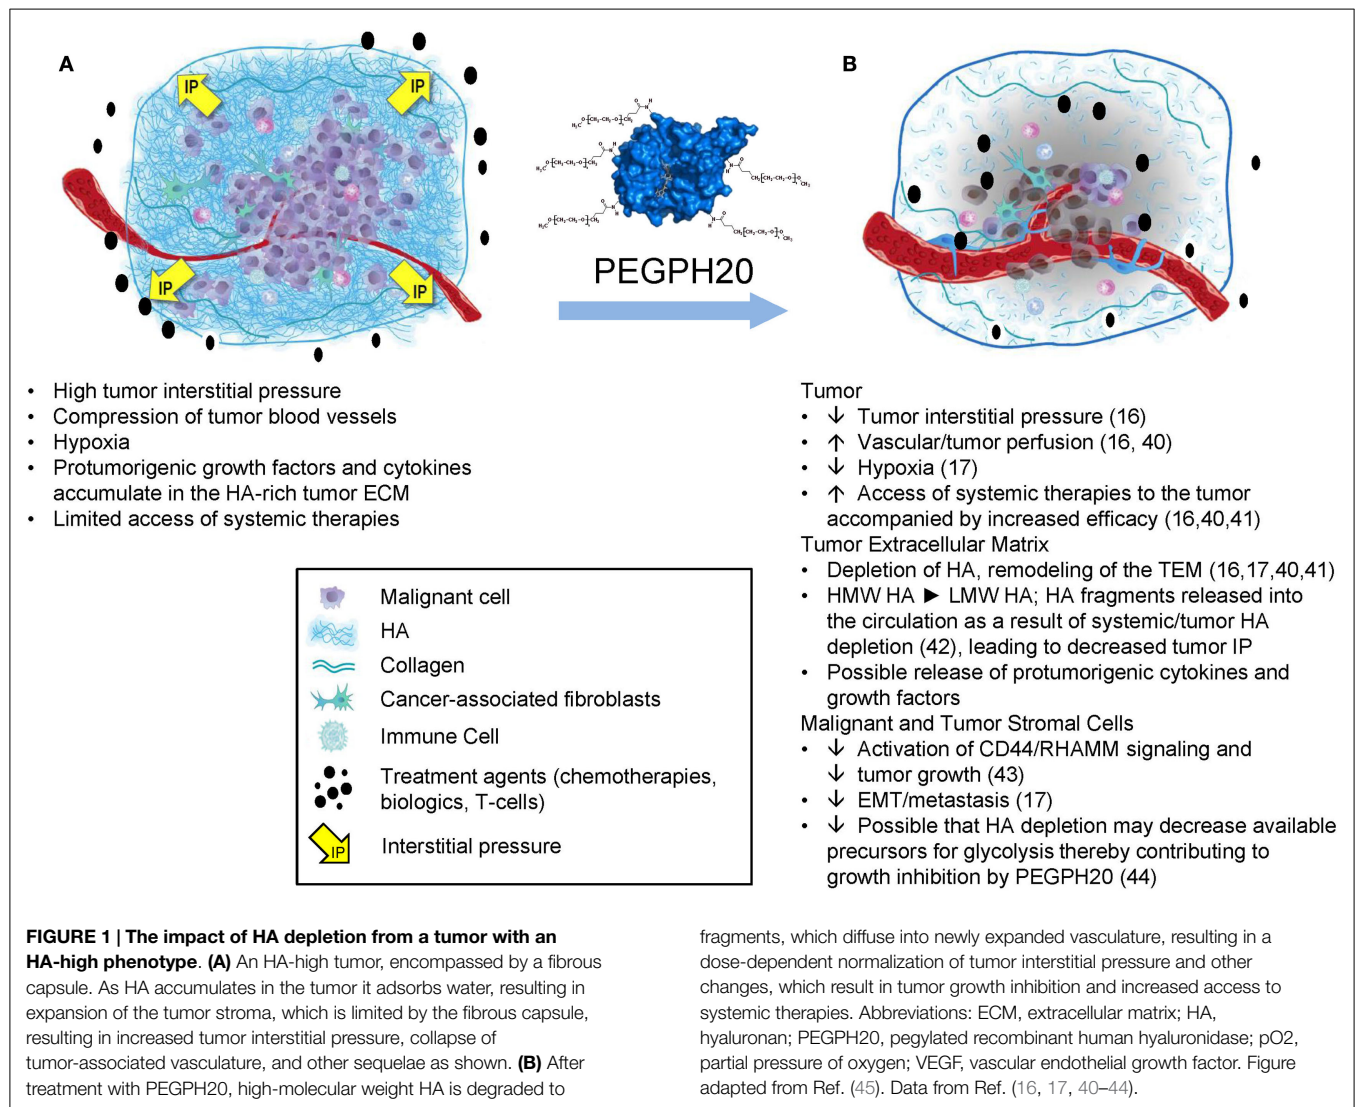 A
B
IP
IP
IP
IP
PEGPH20
• High tumor interstitial pressure
• Compression of tumor blood vessels
• Hypoxia
• Protumorigenic growth factors and cytokines
accumulate in the HA-rich tumor ECM
• Limited access of systemic therapies
Malignant cell
HA
Collagen
Cancer-associated fibroblasts
Immune Cell
Treatment agents (chemotherapies,
biologics, T-cells)
IP
Interstitial pressure
Tumor
• ↓ Tumor interstitial pressure (16)
• ↑ Vascular/tumor perfusion (16, 40)
• ↓ Hypoxia (17)
• ↑ Access of systemic therapies to the tumor
accompanied by increased efficacy (16,40,41)
Tumor Extracellular Matrix
• Depletion of HA, remodeling of the TEM (16,17,40,41)
• HMW HA ► LMW HA; HA fragments released into
the circulation as a result of systemic/tumor HA
depletion (42), leading to decreased tumor IP
• Possible release of protumorigenic cytokines and
growth factors
Malignant and Tumor Stromal Cells
• ↓ Activation of CD44/RHAMM signaling and
↓ tumor growth (43)
• ↓ EMT/metastasis (17)
• ↓ Possible that HA depletion may decrease available
precursors for glycolysis thereby contributing to
growth inhibition by PEGPH20 (44)
FIGURE 1 | The impact of HA depletion from a tumor with an
HA-high phenotype. (A) An HA-high tumor, encompassed by a fibrous
capsule. As HA accumulates in the tumor it adsorbs water, resulting in
expansion of the tumor stroma, which is limited by the fibrous capsule,
resulting in increased tumor interstitial pressure, collapse of
tumor-associated vasculature, and other sequelae as shown. (B) After
treatment with PEGPH20, high-molecular weight HA is degraded to
fragments, which diffuse into newly expanded vasculature, resulting in a
dose-dependent normalization of tumor interstitial pressure and other
changes, which result in tumor growth inhibition and increased access to
systemic therapies. Abbreviations: ECM, extracellular matrix; HA,
hyaluronan; PEGPH20, pegylated recombinant human hyaluronidase; pO2,
partial pressure of oxygen; VEGF, vascular endothelial growth factor. Figure
adapted from Ref. (45). Data from Ref. (16, 17, 40–44).